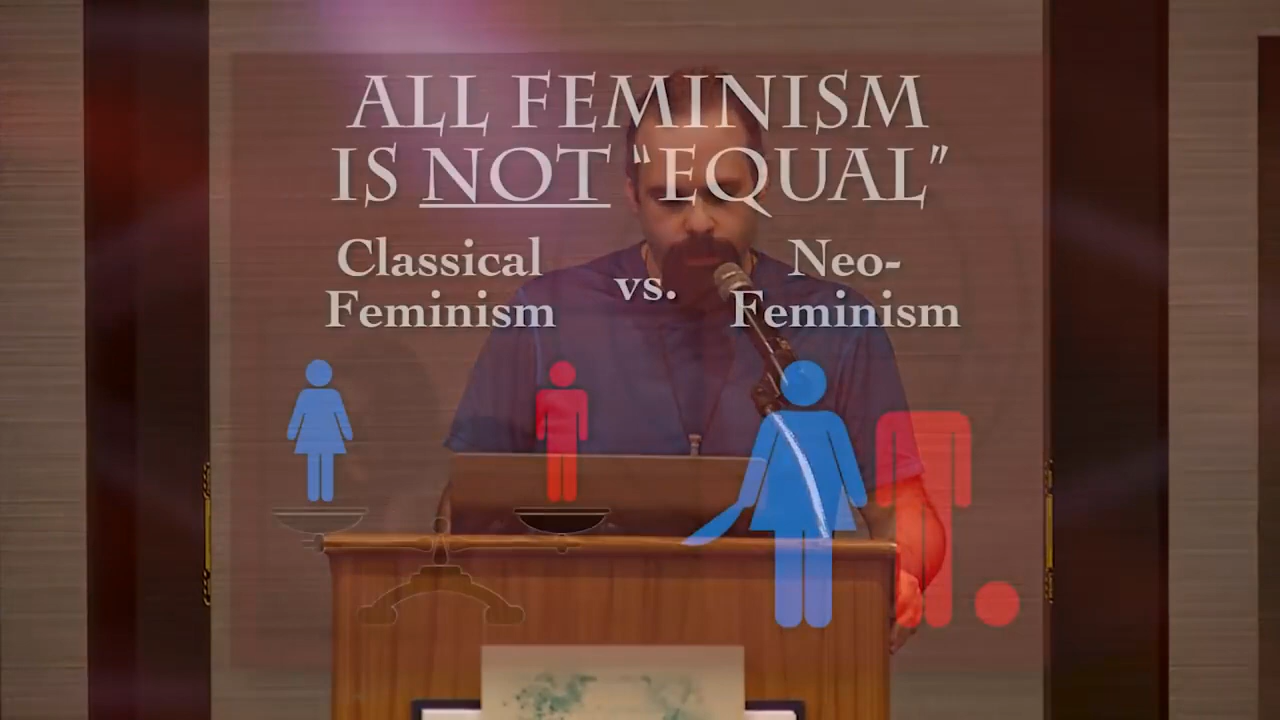 ALL FEMINISM
IS NOT “EQUAL”
Classical
Feminism
vs.
Neo-
Feminism